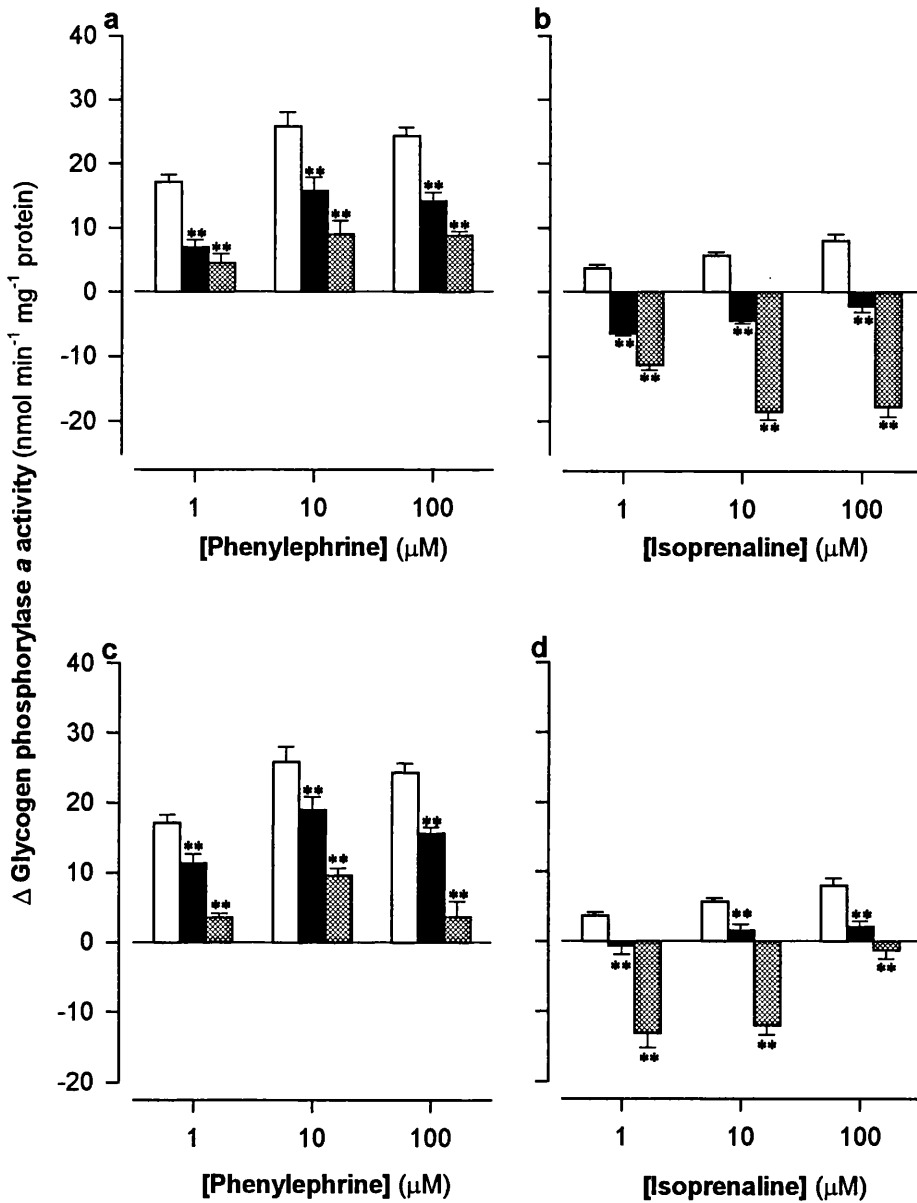 Δ Glycogen phosphorylase a activity (nmol min⁻¹ mg⁻¹ protein)
a
40
30
20
10
0
-10
-20
** **
** **
** **
1 10 100
[Phenylephrine] (μM)
b
** **
** **
** **
1 10 100
[Isoprenaline] (μM)
c
40
30
20
10
0
-10
-20
** **
** **
** **
1 10 100
[Phenylephrine] (μM)
d
** **
** **
** **
1 10 100
[Isoprenaline] (μM)